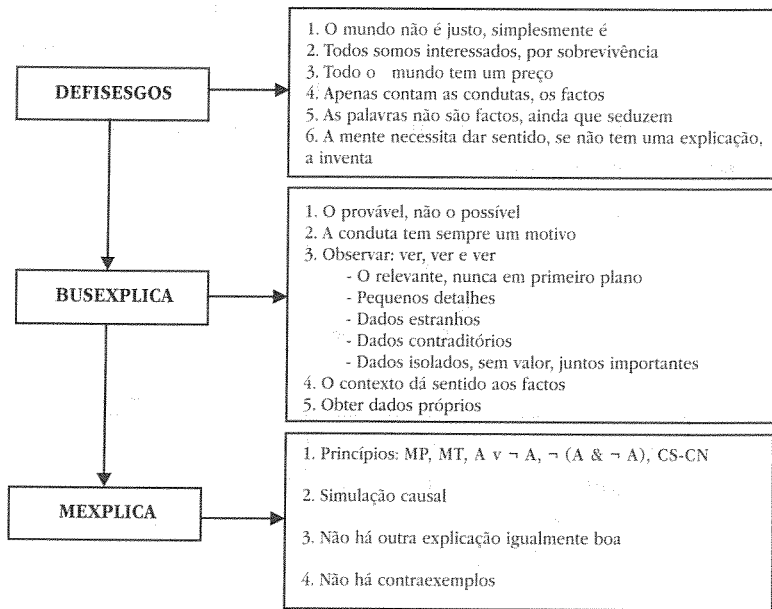 DEFISESGOS
1. O mundo não é justo, simplesmente é
2. Todos somos interessados, por sobrevivência
3. Todo o mundo tem um preço
4. Apenas contam as condutas, os factos
5. As palavras não são factos, ainda que seduzem
6. A mente necessita dar sentido, se não tem uma explicação,
a inventa
BUSEXPLICA
1. O provável, não o possível
2. A conduta tem sempre um motivo
3. Observar: ver, ver e ver
- O relevante, nunca em primeiro plano
- Pequenos detalhes
- Dados estranhos
- Dados contraditórios
- Dados isolados, sem valor, juntos importantes
4. O contexto dá sentido aos factos
5. Obter dados próprios
MEXPLICA
1. Princípios: MP, MT, A v ¬ A, ¬ (A & ¬ A), CS-CN
2. Simulação causal
3. Não há outra explicação igualmente boa
4. Não há contraexemplos